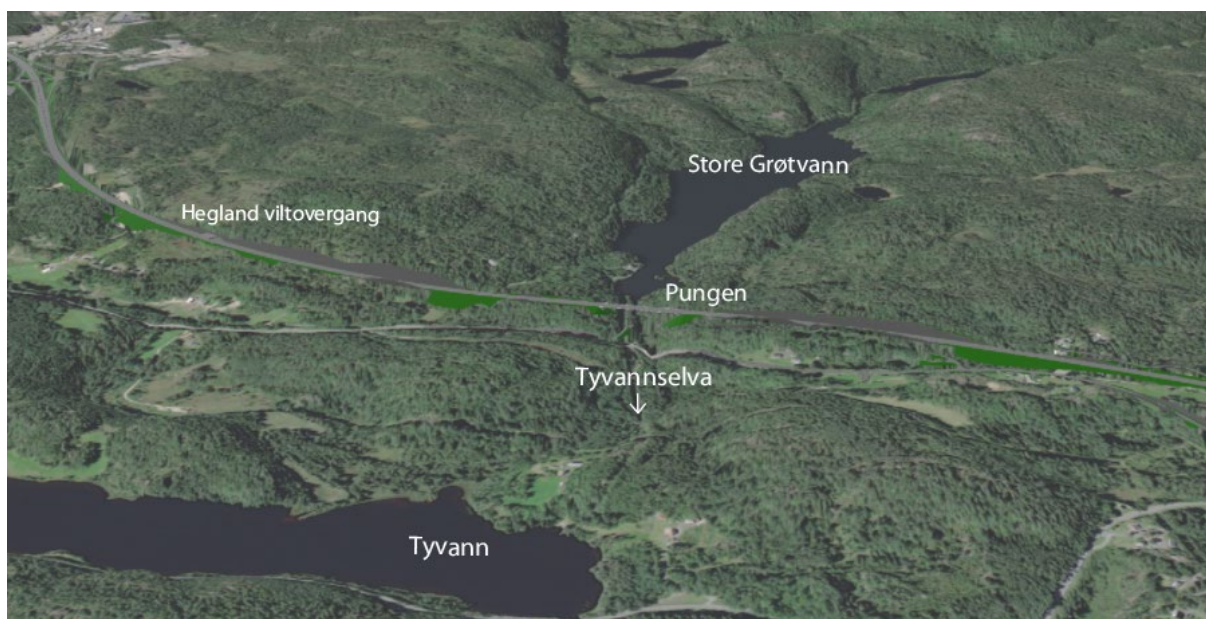 Store Grøtvann
Hegland viltovergang
Pungen
Tyvannselva
Tyvann